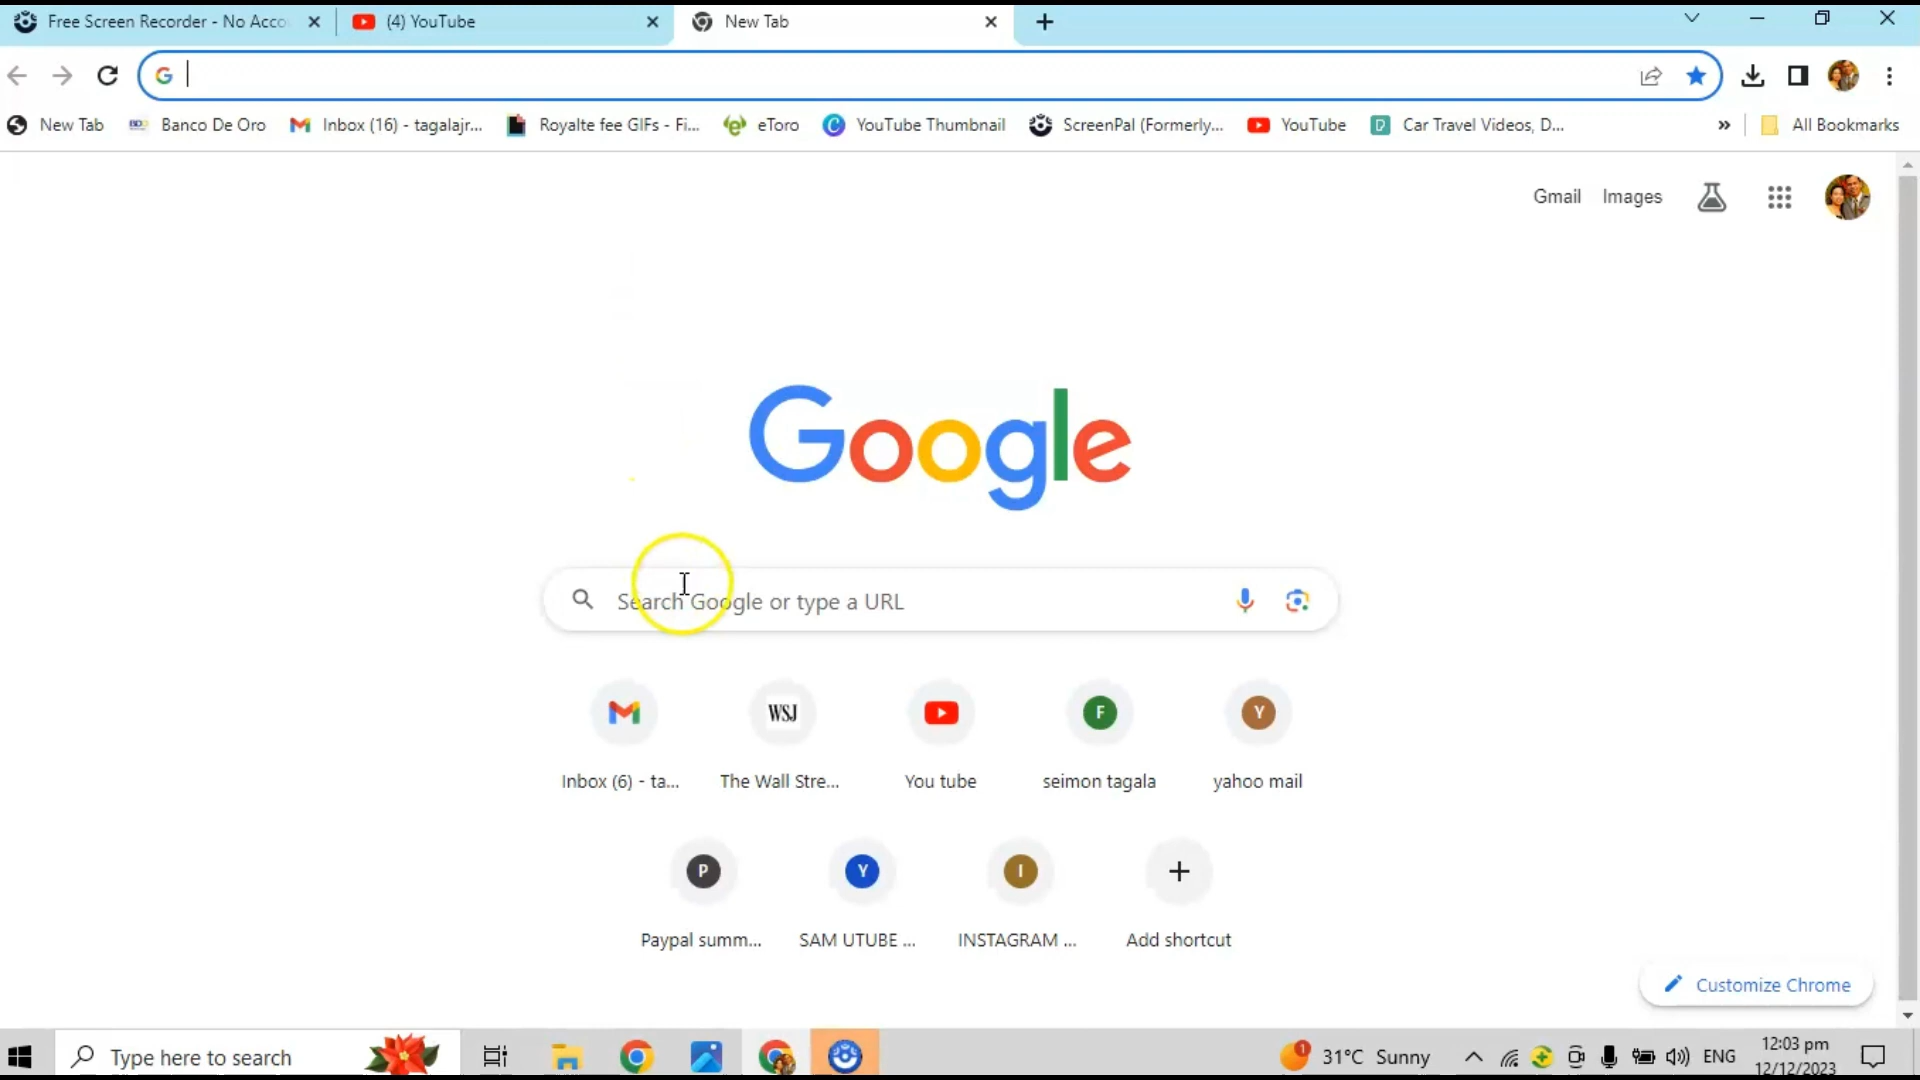 Free Screen Recorder - No Acco
(4) YouTube
New Tab
New Tab
Banco De Oro
Inbox (16) - tagalajr...
Royalte fee GIFs - Fi...
eToro
YouTube Thumbnail
ScreenPal (Formerly...
YouTube
Car Travel Videos, D...
All Bookmarks
Gmail
Images
Google
Search Google or type a URL
WSJ
F
Y
Inbox (6) - ta...
The Wall Stre...
You tube
seimon tagala
yahoo mail
P
Y
I
Paypal summ...
SAM UTUBE ...
INSTAGRAM ...
Add shortcut
Customize Chrome
Type here to search
1
31°C Sunny
ENG
12:03 pm
12/12/2023